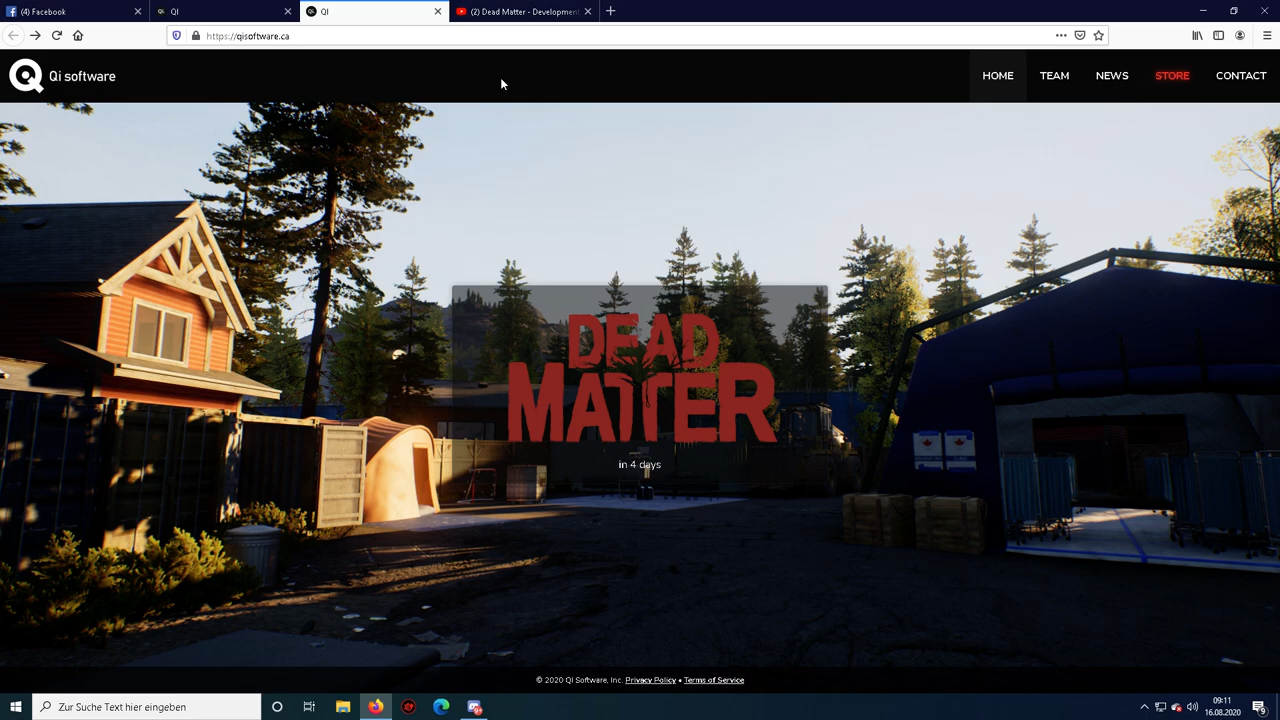 (4) Facebook
QI
QI
(2) Dead Matter - Development
https://qisoftware.ca
Qi software
HOME
TEAM
NEWS
STORE
CONTACT
DEAD
MATTER
in 4 days
© 2020 QI Software, Inc. Privacy Policy • Terms of Service
Zur Suche Text hier eingeben
09:11
16.08.2020
9